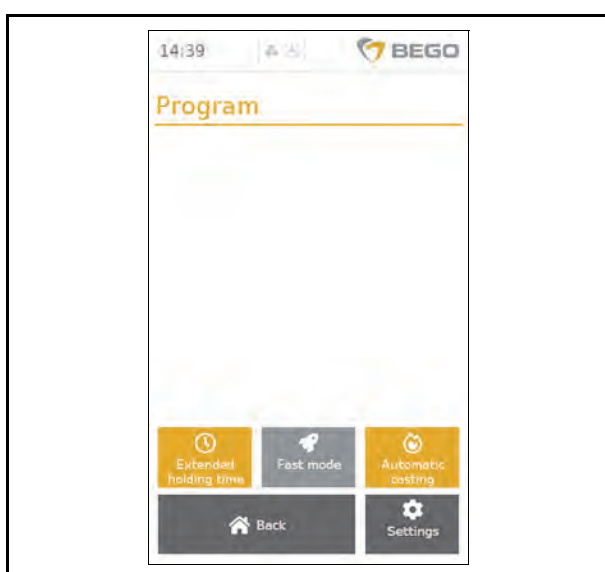 14:39
BEGO
Program
Extended
holding time
Fast mode
Automatic
casting
Back
Settings